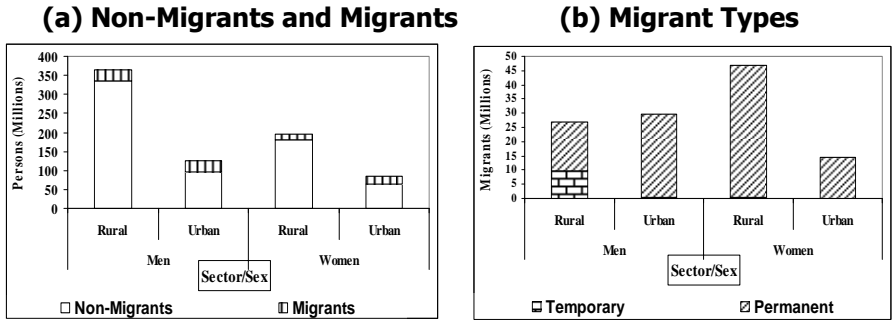 (a) Non-Migrants and Migrants
Persons (Millions)
400
350
300
250
200
150
100
50
0
Rural Urban Rural Urban
Men Women
Sector/Sex
Non-Migrants Migrants
(b) Migrant Types
Migrants (Millions)
50
45
40
35
30
25
20
15
10
5
0
Rural Urban Rural Urban
Men Women
Sector/Sex
Temporary Permanent